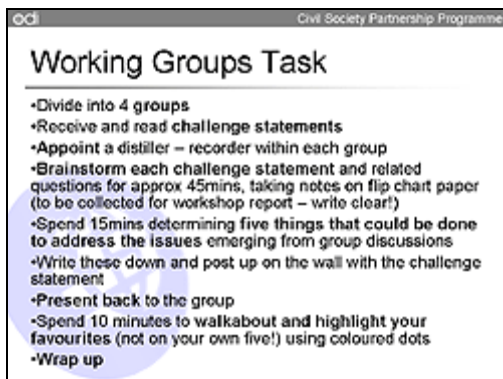 odi
Civil Society Partnership Programme
Working Groups Task
•Divide into 4 groups
•Receive and read challenge statements
•Appoint a distiller – recorder within each group
•Brainstorm each challenge statement and related
questions for approx 45mins, taking notes on flip chart paper
(to be collected for workshop report – write clear!)
•Spend 15mins determining five things that could be done
to address the issues emerging from group discussions
•Write these down and post up on the wall with the challenge
statement
•Present back to the group
•Spend 10 minutes to walkabout and highlight your
favourites (not on your own five!) using coloured dots
•Wrap up